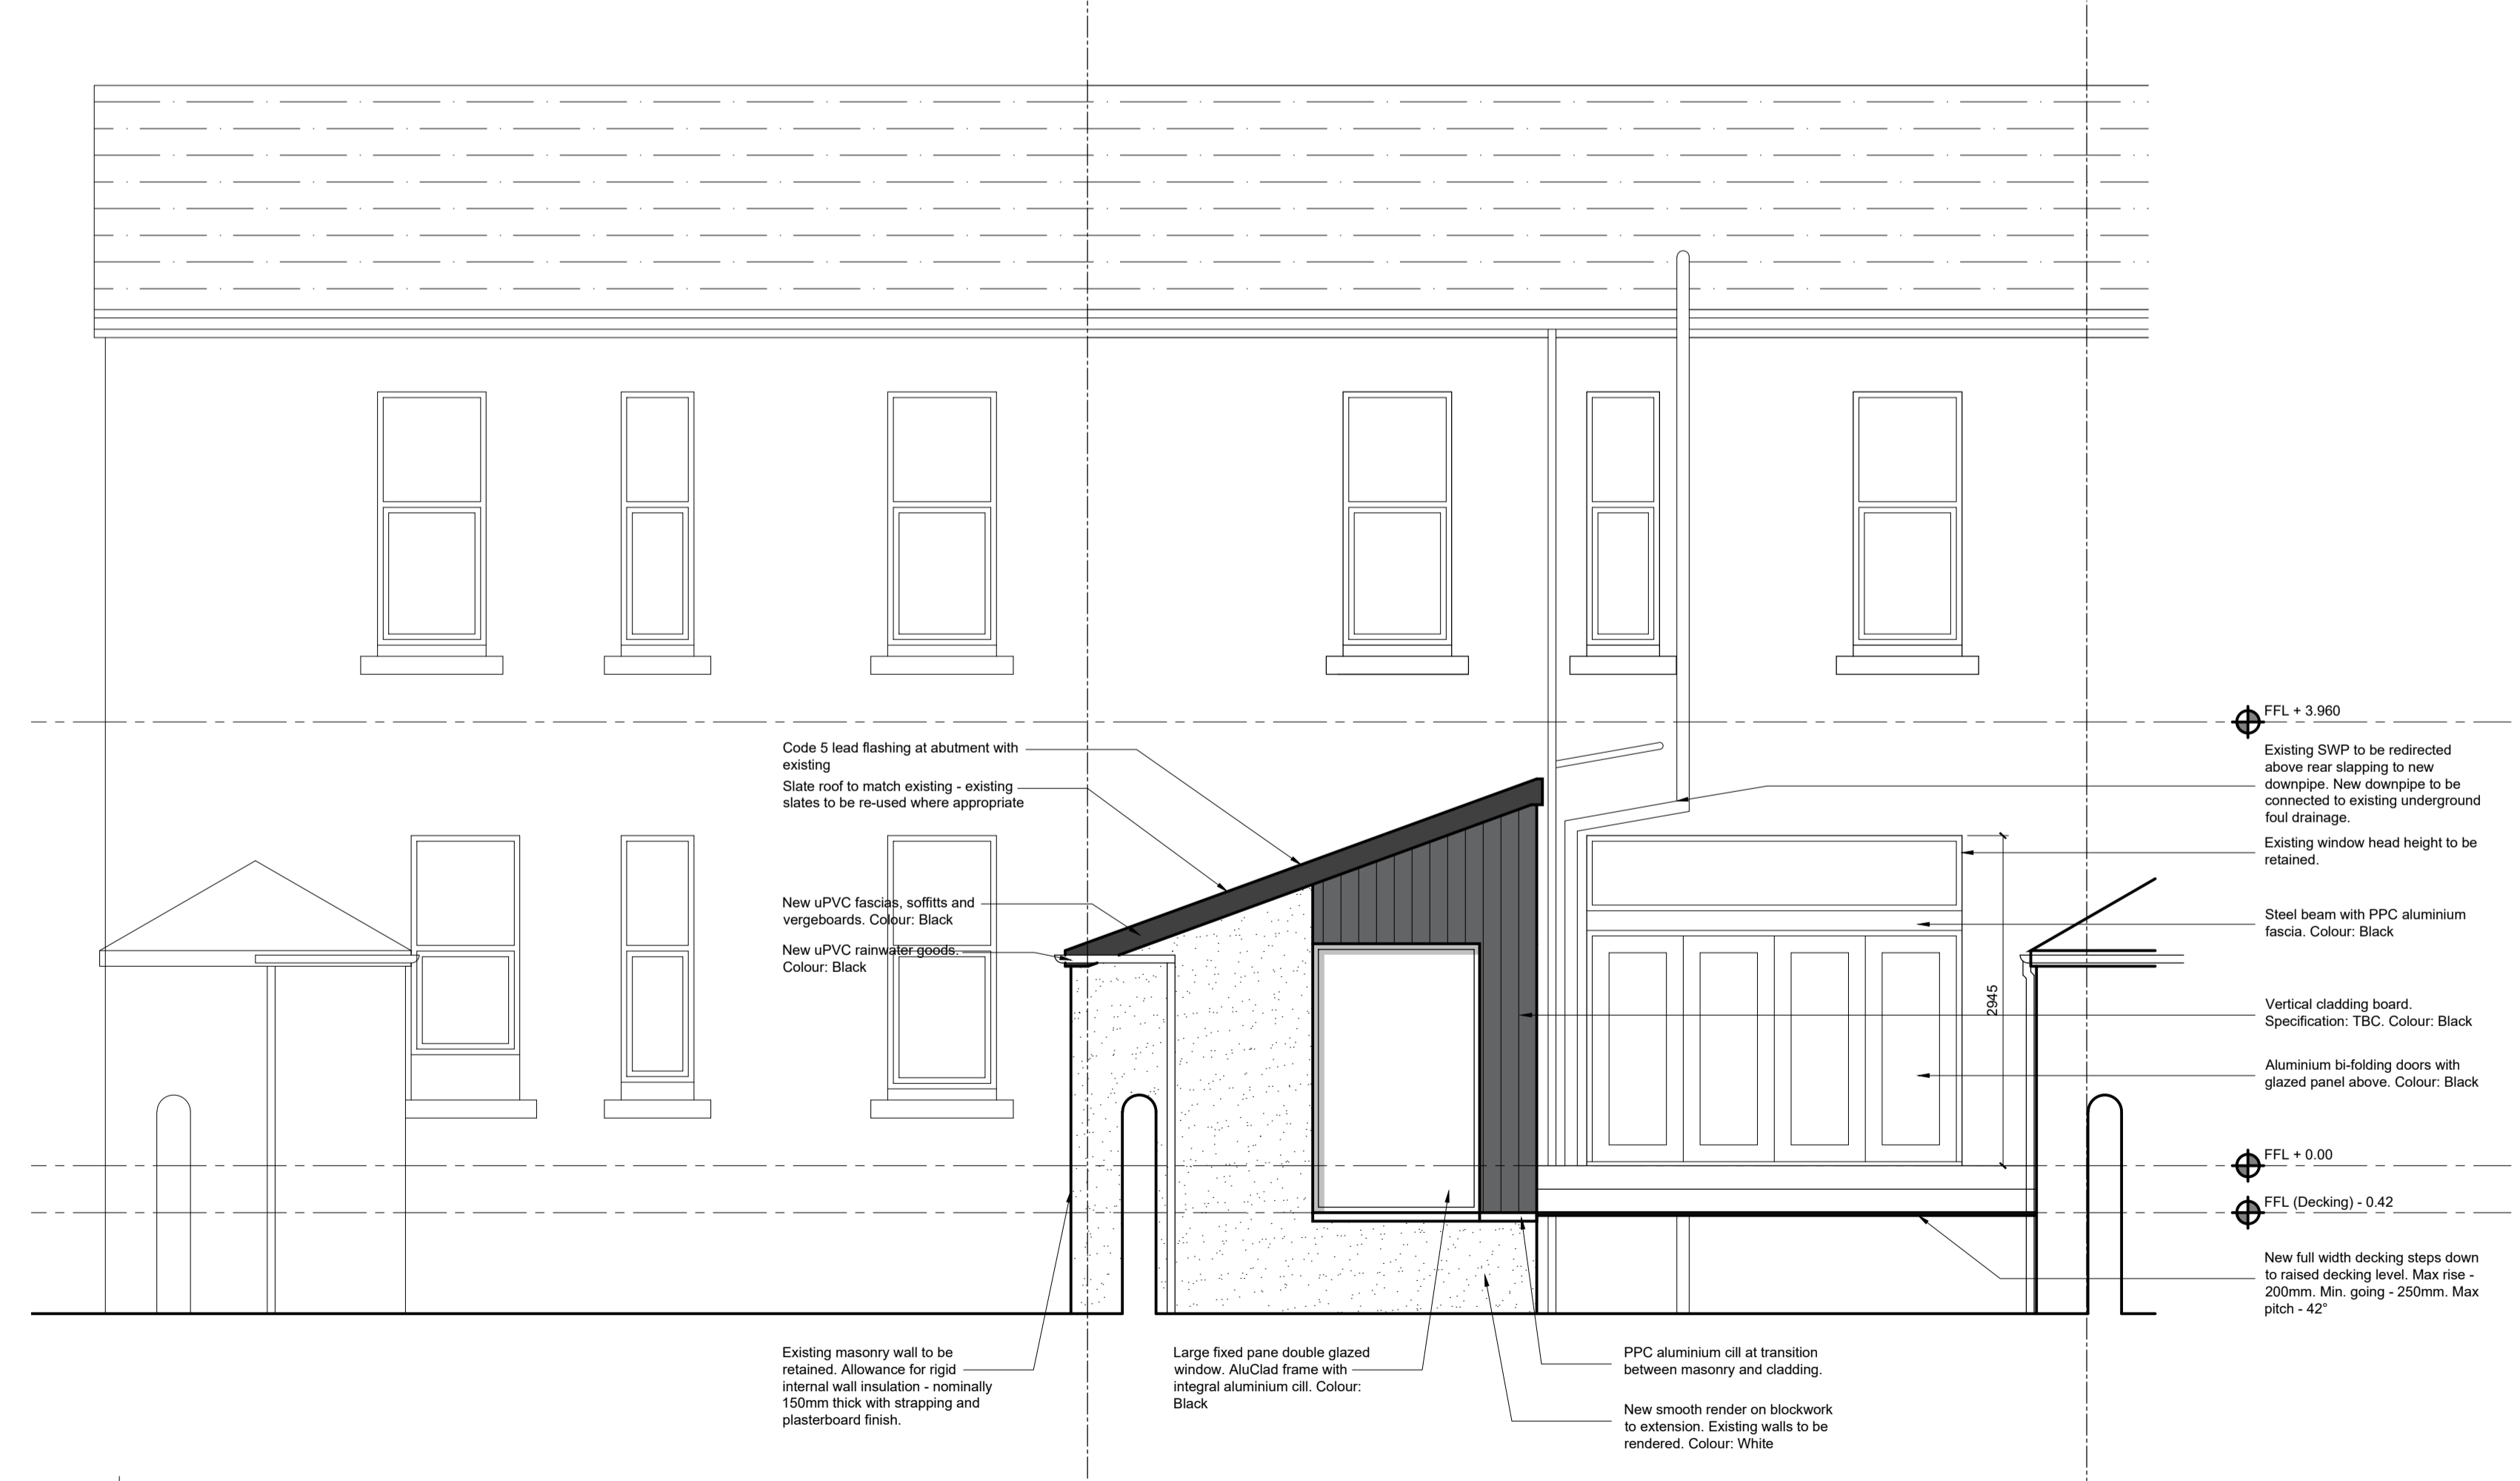 FFL + 3.960
Code 5 lead flashing at abutment with
existing
Slate roof to match existing - existing
slates to be re-used where appropriate
New uPVC fascias, soffitts and
vergeboards. Colour: Black
New uPVC rainwater goods.
Colour: Black
Existing SWP to be redirected
above rear slapping to new
downpipe. New downpipe to be
connected to existing underground
foul drainage.
Existing window head height to be
retained.
Steel beam with PPC aluminium
fascia. Colour: Black
2945
Vertical cladding board.
Specification: TBC. Colour: Black
Aluminium bi-folding doors with
glazed panel above. Colour: Black
FFL + 0.00
FFL (Decking) - 0.42
New full width decking steps down
to raised decking level. Max rise -
200mm. Min. going - 250mm. Max
pitch - 42°
Existing masonry wall to be
retained. Allowance for rigid
internal wall insulation - nominally
150mm thick with strapping and
plasterboard finish.
Large fixed pane double glazed
window. AluClad frame with
integral aluminium cill. Colour:
Black
PPC aluminium cill at transition
between masonry and cladding.
New smooth render on blockwork
to extension. Existing walls to be
rendered. Colour: White